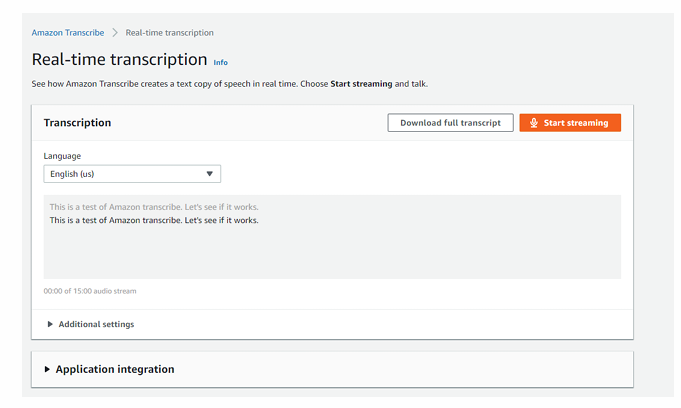 Amazon Transcribe > Real-time transcription
Real-time transcription Info
See how Amazon Transcribe creates a text copy of speech in real time. Choose Start streaming and talk.
Transcription
Download full transcript
Start streaming
Language
English (us)
This is a test of Amazon transcribe. Let's see if it works.
This is a test of Amazon transcribe. Let's see if it works.
00:00 of 15:00 audio stream
Additional settings
Application integration